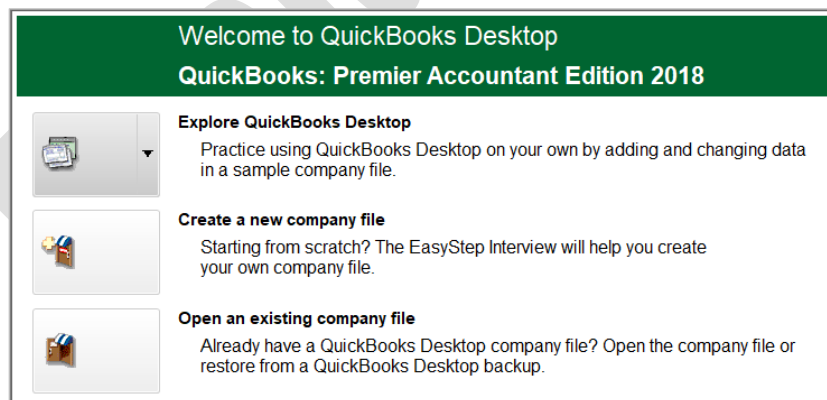 Welcome to QuickBooks Desktop
QuickBooks: Premier Accountant Edition 2018
Explore QuickBooks Desktop
Practice using QuickBooks Desktop on your own by adding and changing data
in a sample company file.
Create a new company file
Starting from scratch? The EasyStep Interview will help you create
your own company file.
Open an existing company file
Already have a QuickBooks Desktop company file? Open the company file or
restore from a QuickBooks Desktop backup.